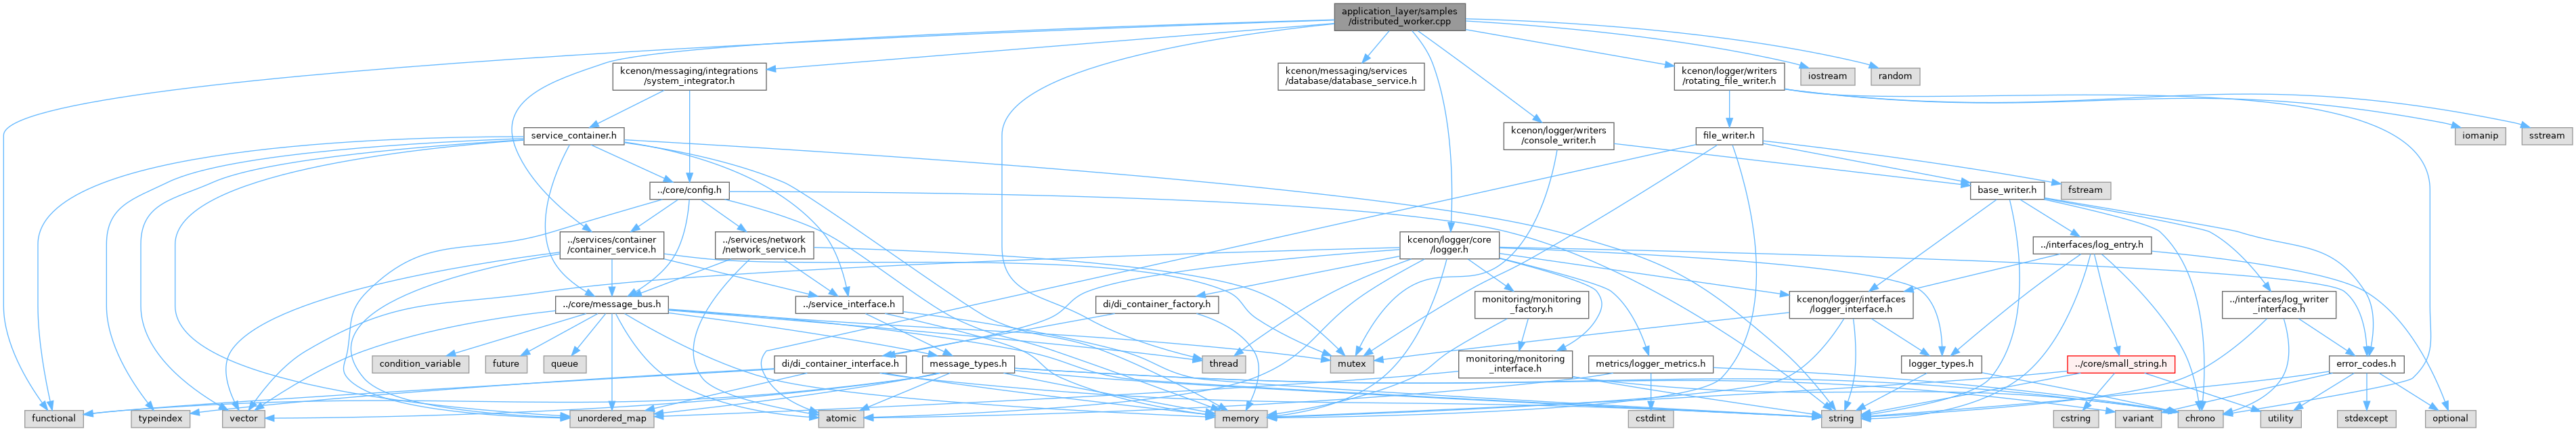 application_layer/samples
/distributed_worker.cpp
kcenon/messaging/integrations
/system_integrator.h
kcenon/messaging/services
/database/database_service.h
kcenon/logger/writers
/rotating_file_writer.h
iostream
random
service_container.h
kcenon/logger/writers
/console_writer.h
file_writer.h
iomanip
sstream
../core/config.h
base_writer.h
fstream
../services/container
/container_service.h
../services/network
/network_service.h
kcenon/logger/core
/logger.h
../interfaces/log_entry.h
../core/message_bus.h
../service_interface.h
di/di_container_factory.h
monitoring/monitoring
_factory.h
kcenon/logger/interfaces
/logger_interface.h
../interfaces/log_writer
_interface.h
condition_variable
future
queue
di/di_container_interface.h
message_types.h
thread
mutex
monitoring/monitoring
_interface.h
metrics/logger_metrics.h
logger_types.h
../core/small_string.h
error_codes.h
functional
typeindex
vector
unordered_map
atomic
memory
cstdint
string
cstring
variant
chrono
utility
stdexcept
optional